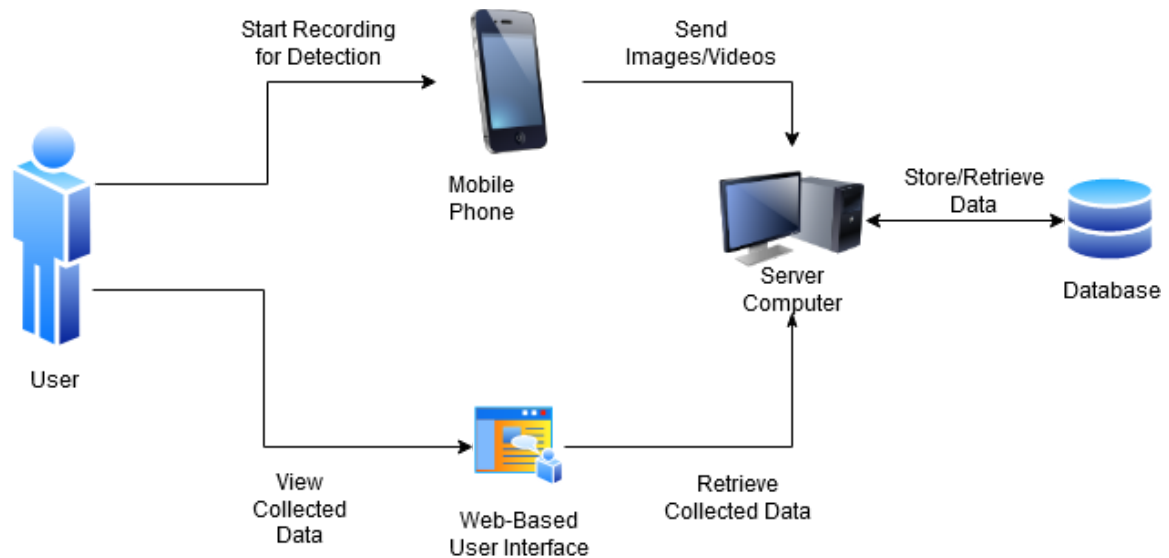 Start Recording
for Detection
Send
Images/Videos
Mobile
Phone
Store/Retrieve
Data
Server
Computer
Database
User
View
Collected
Data
Web-Based
User Interface
Retrieve
Collected Data